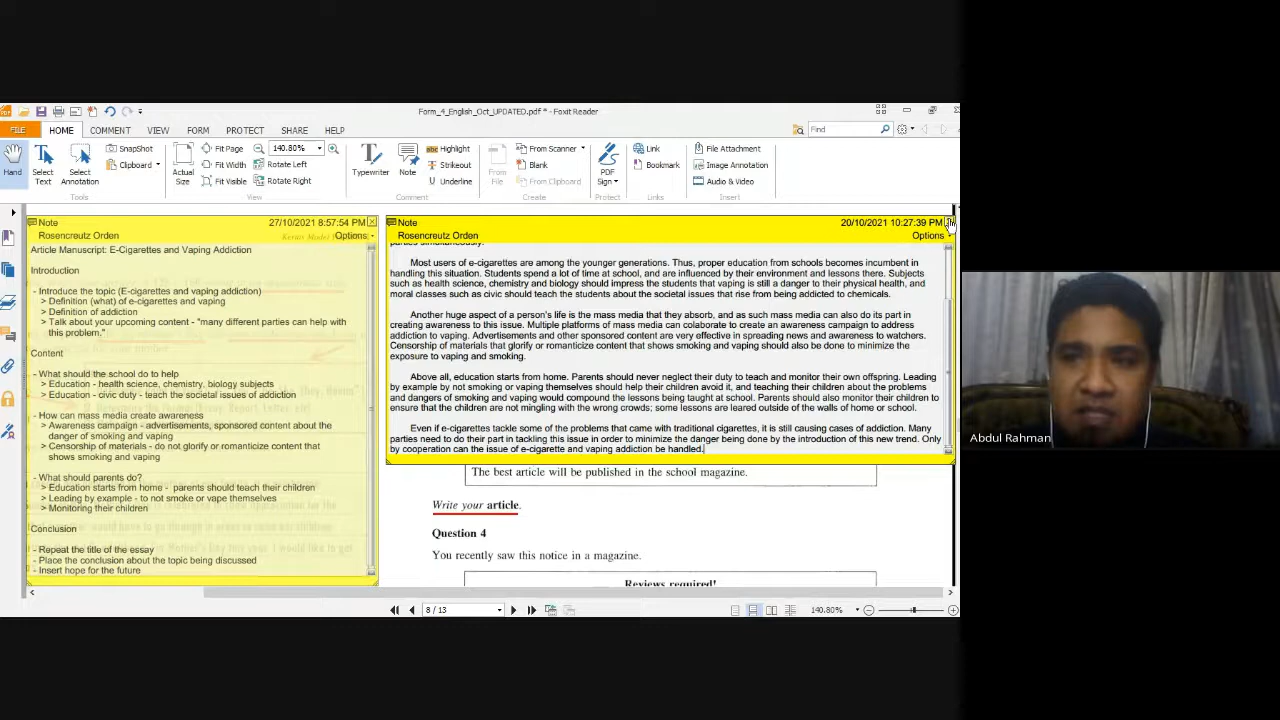 Form_4_English_Oct_UPDATED.pdf * - Foxit Reader
FILE HOME COMMENT VIEW FORM PROTECT SHARE HELP
Find
Hand
Select Text
Select Annotation
SnapShot
Clipboard
Tools
Actual Size
Fit Page
Fit Width
Fit Visible
140.80%
Rotate Left
Rotate Right
View
Typewriter
Note
Highlight
Strikeout
Underline
Comment
From File
From Scanner
Blank
From Clipboard
Create
PDF Sign
Protect
Link
Bookmark
Links
File Attachment
Image Annotation
Audio & Video
Insert
Note 27/10/2021 8:57:54 PM
Rosencreutz Orden Options
Article Manuscript: E-Cigarettes and Vaping Addiction
Introduction
- Introduce the topic (E-cigarettes and vaping addiction)
> Definition (what) of e-cigarettes and vaping
> Definition of addiction
> Talk about your upcoming content - "many different parties can help with
this problem."
Content
- What should the school do to help
> Education - health science, chemistry, biology subjects
> Education - civic duty - teach the societal issues of addiction
- How can mass media create awareness
> Awareness campaign - advertisements, sponsored content about the
danger of smoking and vaping
> Censorship of materials - do not glorify or romanticize content that
shows smoking and vaping
- What should parents do?
> Education starts from home - parents should teach their children
> Leading by example - to not smoke or vape themselves
> Monitoring their children
Conclusion
- Repeat the title of the essay
- Place the conclusion about the topic being discussed
- Insert hope for the future
Note 20/10/2021 10:27:39 PM
Rosencreutz Orden Options
parties simultaneously.
Most users of e-cigarettes are among the younger generations. Thus, proper education from schools becomes incumbent in
handling this situation. Students spend a lot of time at school, and are influenced by their environment and lessons there. Subjects
such as health science, chemistry and biology should impress the students that vaping is still a danger to their physical health, and
moral classes such as civic should teach the students about the societal issues that rise from being addicted to chemicals.
Another huge aspect of a person's life is the mass media that they absorb, and as such mass media can also do its part in
creating awareness to this issue. Multiple platforms of mass media can collaborate to create an awareness campaign to address
addiction to vaping. Advertisements and other sponsored content are very effective in spreading news and awareness to watchers.
Censorship of materials that glorify or romanticize content that shows smoking and vaping should also be done to minimize the
exposure to vaping and smoking.
Above all, education starts from home. Parents should never neglect their duty to teach and monitor their own offspring. Leading
by example by not smoking or vaping themselves should help their children avoid it, and teaching their children about the problems
and dangers of smoking and vaping would compound the lessons being taught at school. Parents should also monitor their children to
ensure that the children are not mingling with the wrong crowds; some lessons are leared outside of the walls of home or school.
Even if e-cigarettes tackle some of the problems that came with traditional cigarettes, it is still causing cases of addiction. Many
parties need to do their part in tackling this issue in order to minimize the danger being done by the introduction of this new trend. Only
by cooperation can the issue of e-cigarette and vaping addiction be handled.
The best article will be published in the school magazine.
Write your article.
Question 4
You recently saw this notice in a magazine.
Reviews required!
8 / 13
140.80%
Abdul Rahman